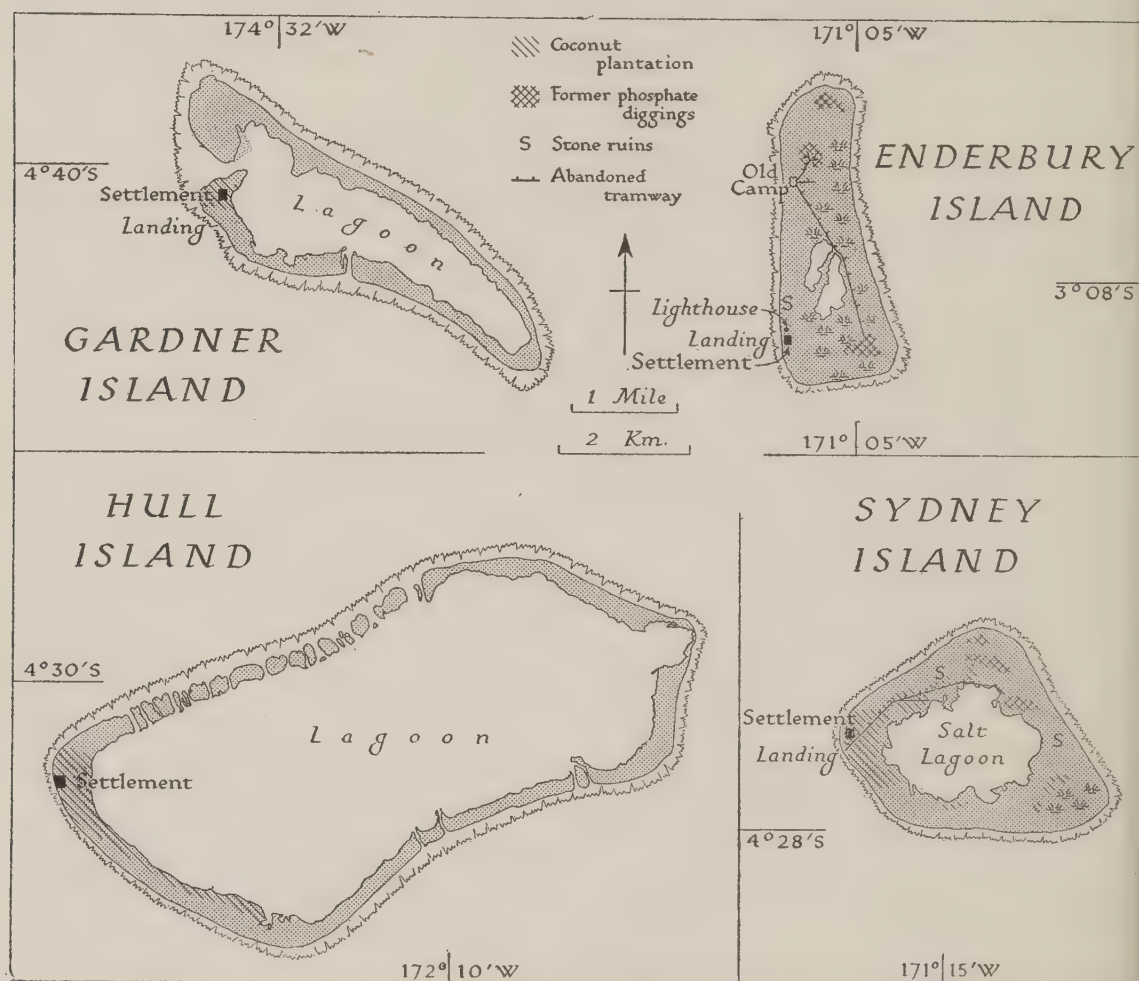 174° 32'W
Coconut
plantation
Former phosphate
diggings
S Stone ruins
Abandoned
tramway
171° 05'W
4°40'S
Settlement
Landing
Lagoon
GARDNER
ISLAND
Old
Camp
ENDERBURY
ISLAND
3°08'S
S
Lighthouse
Landing
Settlement
1 Mile
2 Km.
171° 05'W
HULL
ISLAND
4°30'S
Lagoon
Settlement
172° 10'W
SYDNEY
ISLAND
S
Settlement
Landing
Salt
Lagoon
S
4°28'S
171° 15'W